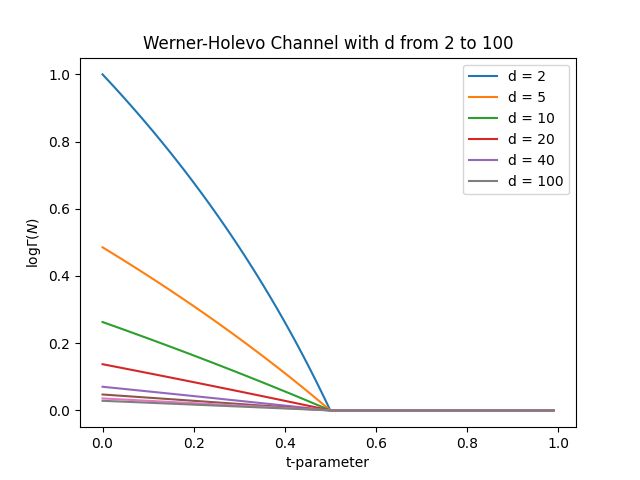 Werner-Holevo Channel with d from 2 to 100
1.0
0.8
0.6
0.4
0.2
0.0
logΓ(N)
d = 2
d = 5
d = 10
d = 20
d = 40
d = 100
0.0 0.2 0.4 0.6 0.8 1.0
t-parameter